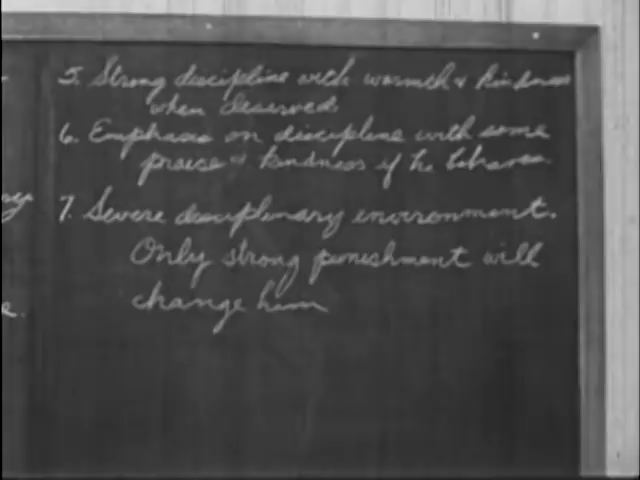 5. Strong discipline with warmth & kindness
when deserved
6. Emphasis on discipline with some
praise & kindness if he behaves.
7. Severe disciplinary environment.
Only strong punishment will
change him